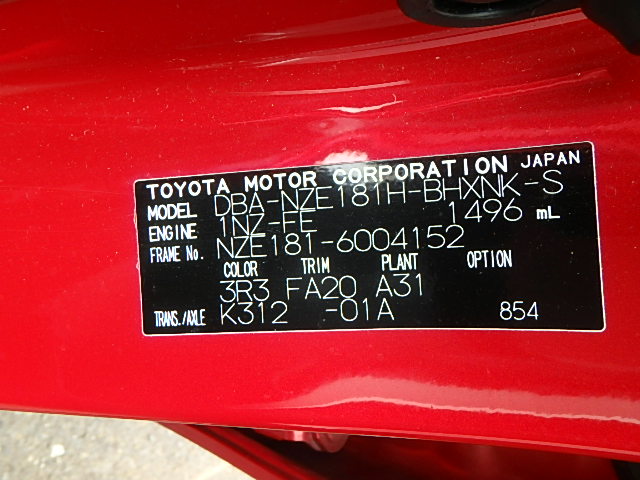 TOYOTA MOTOR CORPORATION JAPAN
MODEL DBA-NZE181H-BHXNK-S
ENGINE 1NZ-FE 1496 mL
FRAME No. NZE181-6004152
COLOR TRIM PLANT OPTION
3R3 FA20 A31
TRANS./AXLE K312 -01A 854